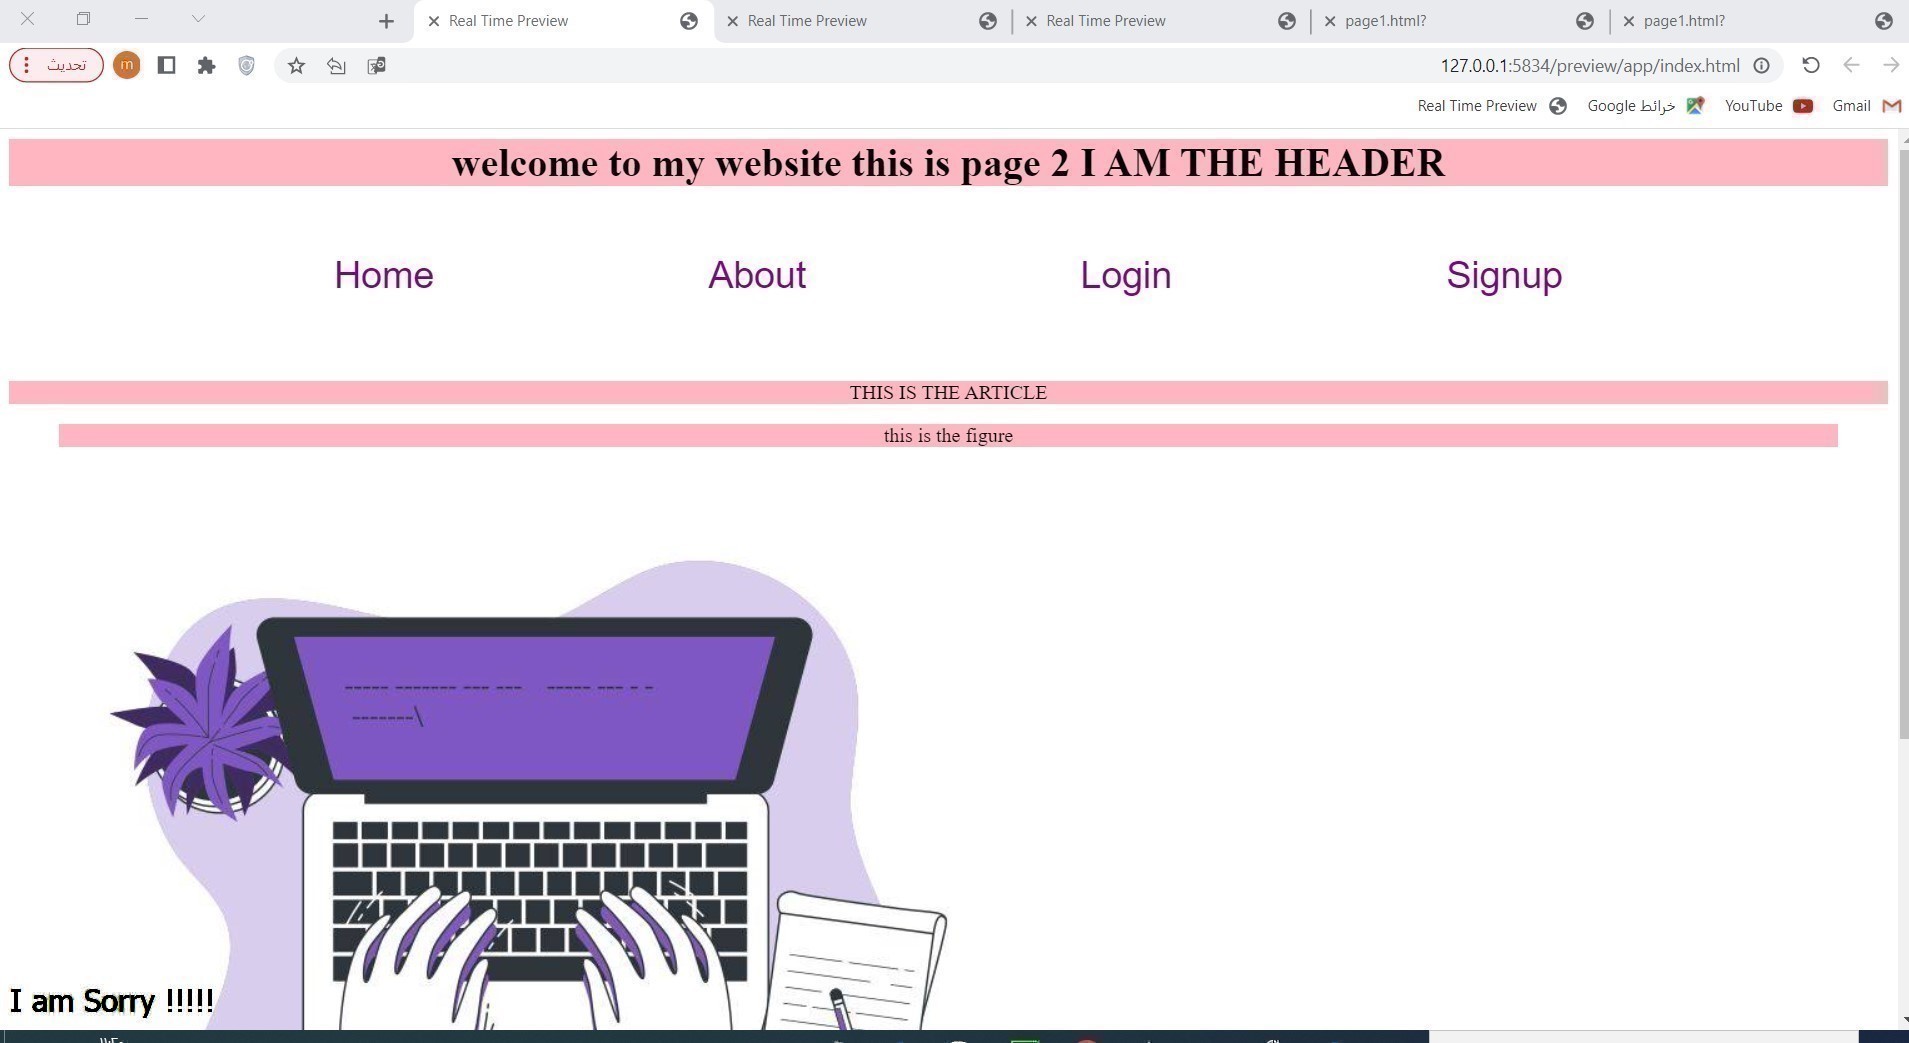 Real Time Preview
Real Time Preview
Real Time Preview
page1.html?
page1.html?
تحديث
m
127.0.0.1:5834/preview/app/index.html
Real Time Preview
خرائط Google
YouTube
Gmail
welcome to my website this is page 2 I AM THE HEADER
Home
About
Login
Signup
THIS IS THE ARTICLE
this is the figure
I am Sorry !!!!!